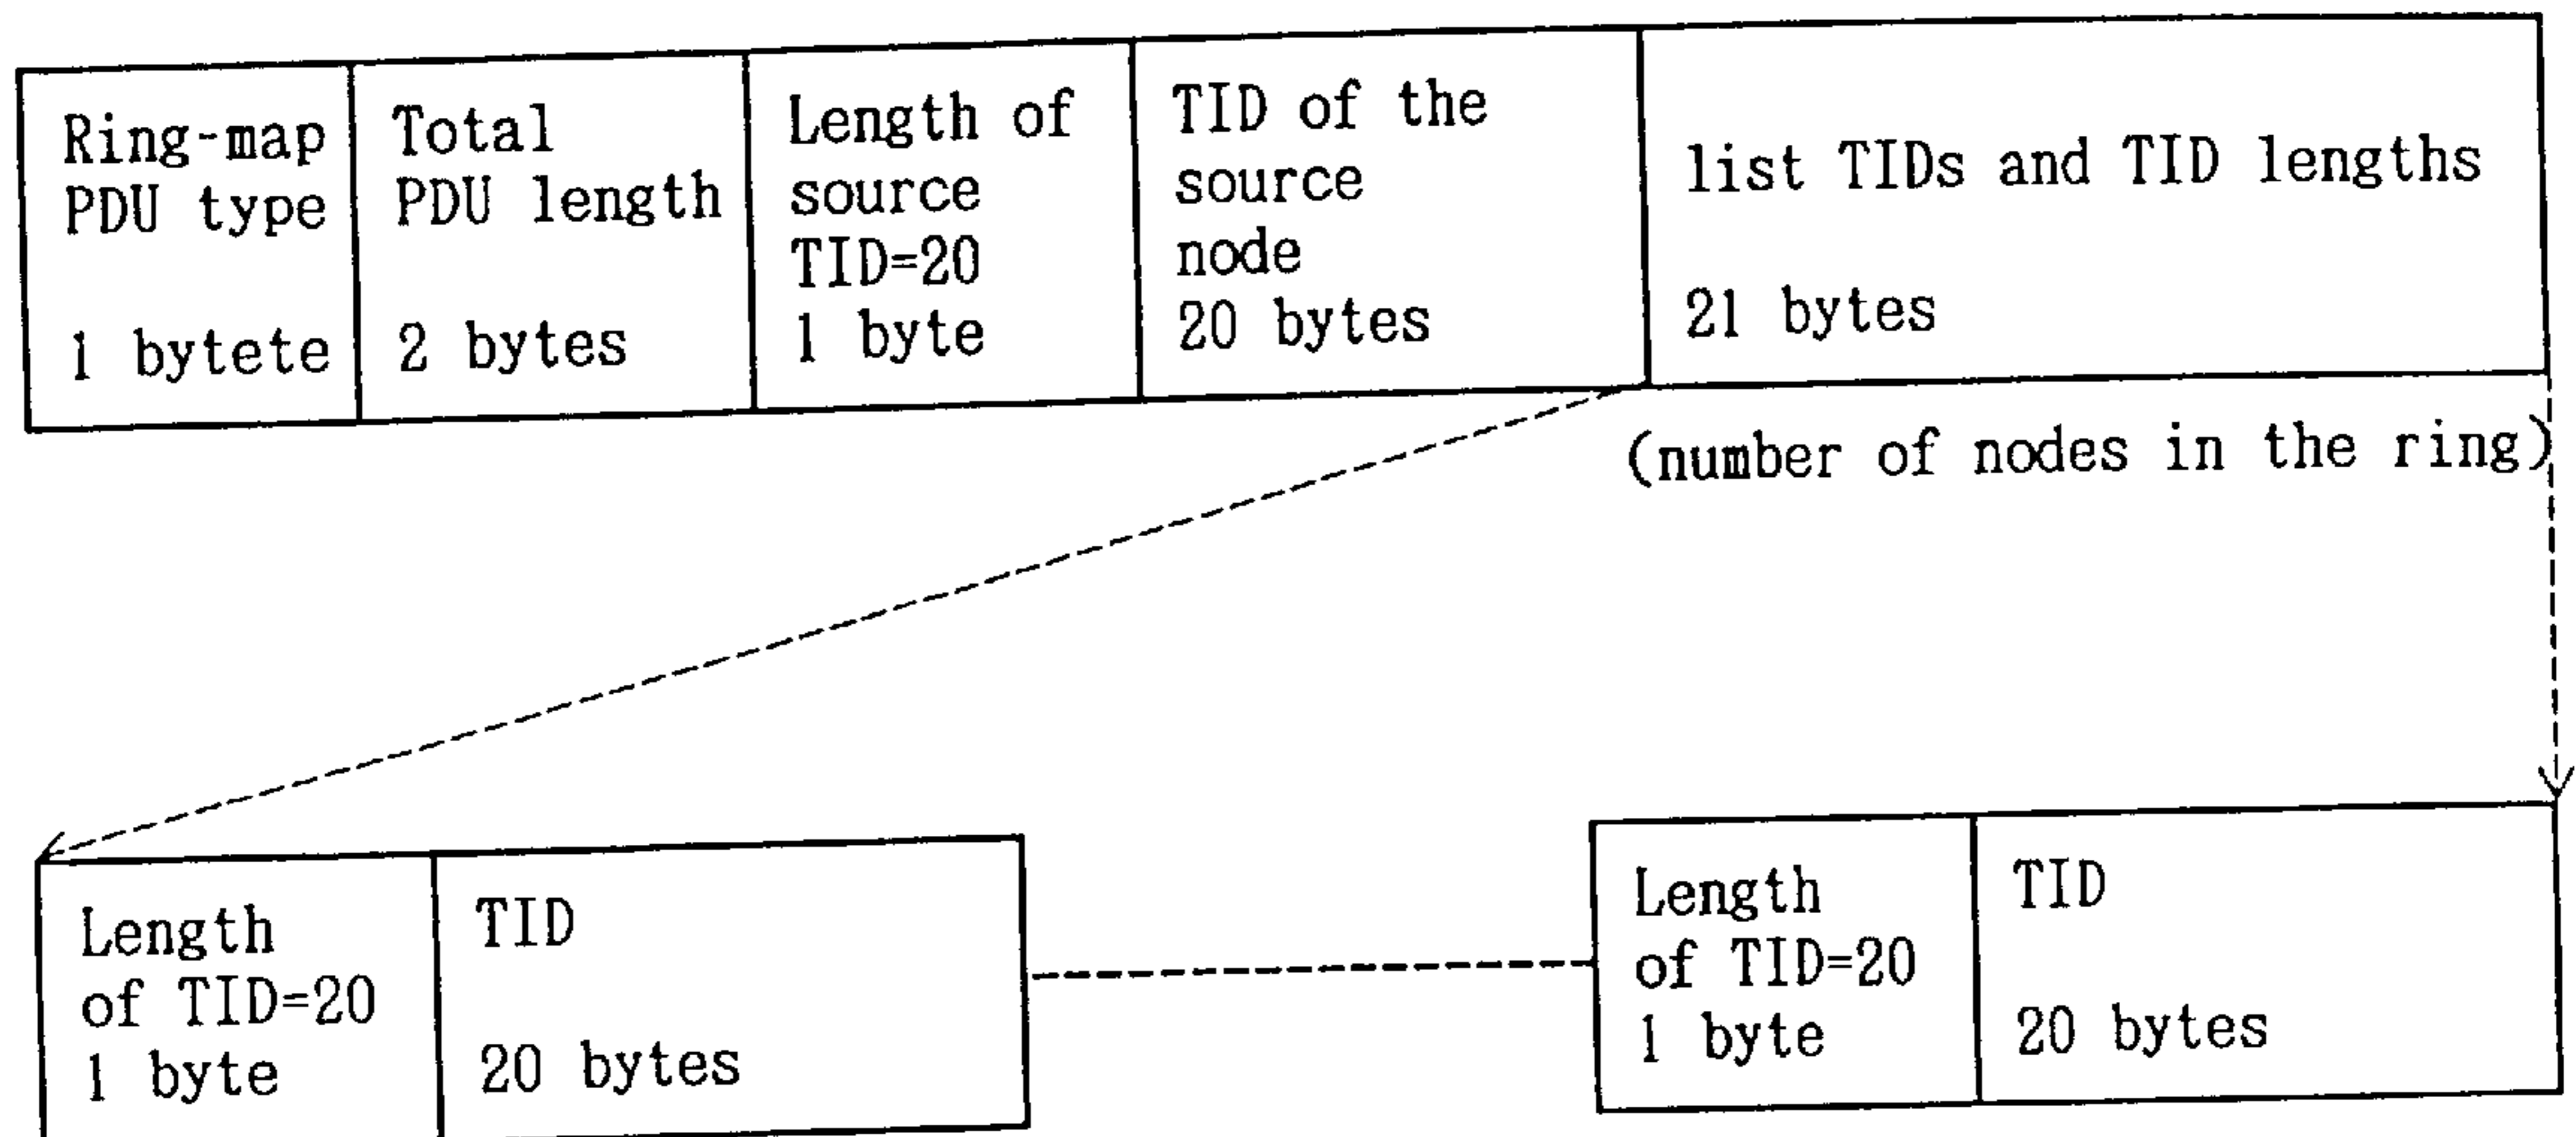 Ring-map
PDU type
1 bytete
Total
PDU length
2 bytes
Length of
source
TID=20
1 byte
TID of the
source
node
20 bytes
list TIDs and TID lengths
21 bytes
(number of nodes in the ring)
Length
of TID=20
1 byte
TID
20 bytes
Length
of TID=20
1 byte
TID
20 bytes